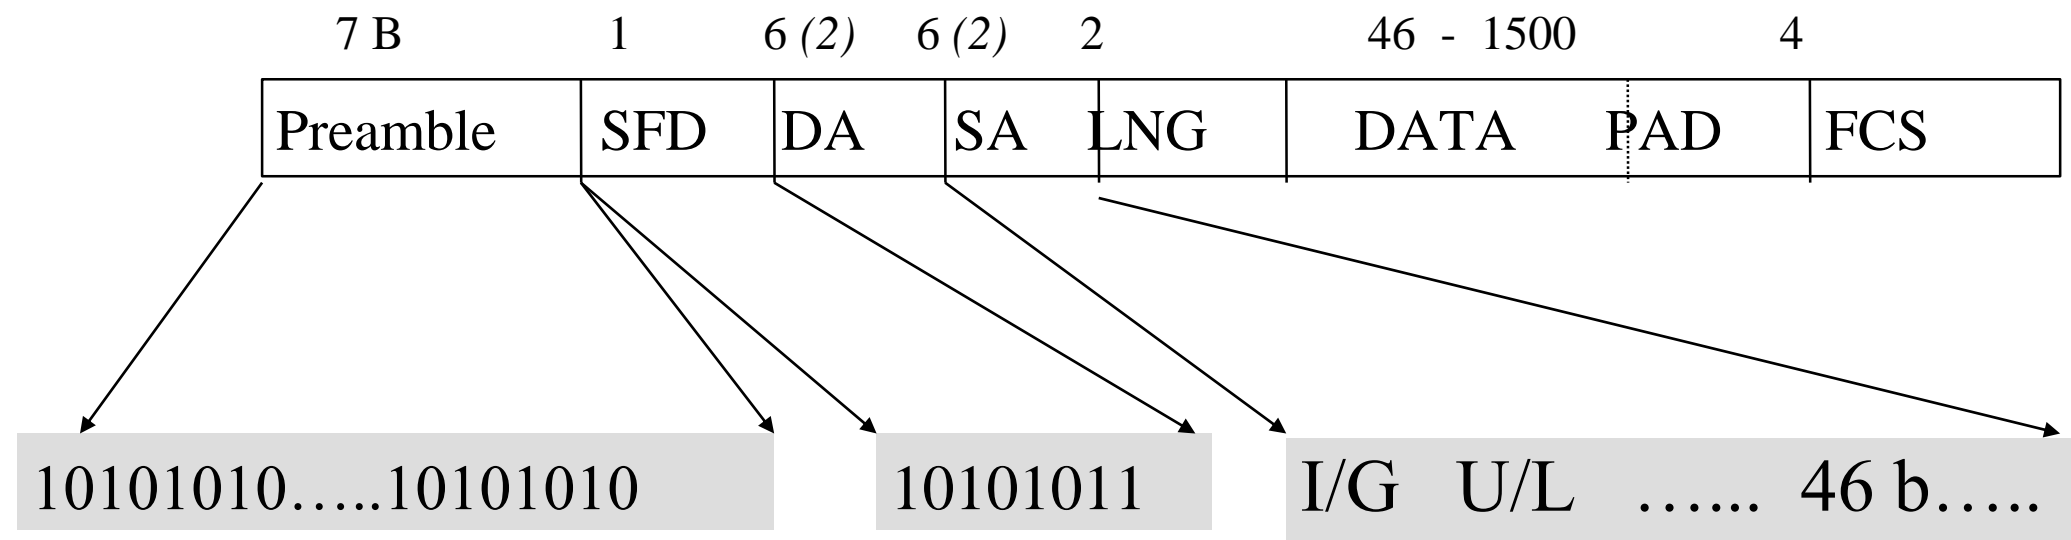 7 B 1 6 (2) 6 (2) 2 46 - 1500 4
Preamble SFD DA SA LNG DATA PAD FCS
10101010…..10101010 10101011 I/G U/L …... 46 b…..